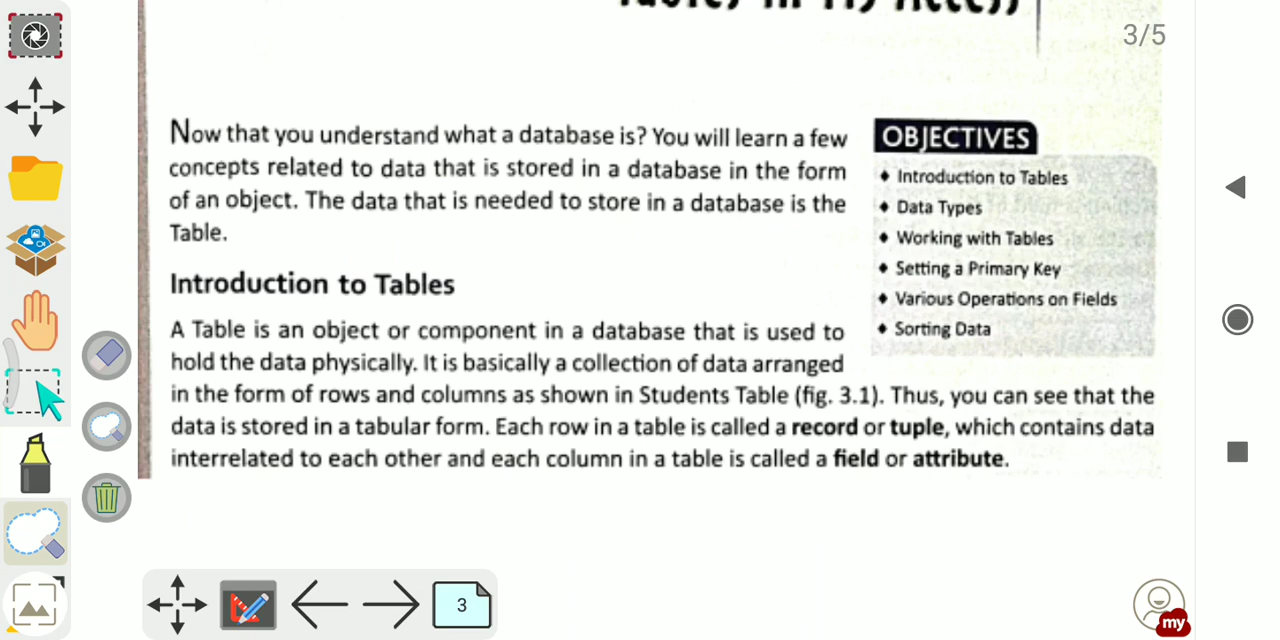 3/5
Now that you understand what a database is? You will learn a few
concepts related to data that is stored in a database in the form
of an object. The data that is needed to store in a database is the
Table.
OBJECTIVES
♦ Introduction to Tables
♦ Data Types
♦ Working with Tables
♦ Setting a Primary Key
♦ Various Operations on Fields
♦ Sorting Data
Introduction to Tables
A Table is an object or component in a database that is used to
hold the data physically. It is basically a collection of data arranged
in the form of rows and columns as shown in Students Table (fig. 3.1). Thus, you can see that the
data is stored in a tabular form. Each row in a table is called a record or tuple, which contains data
interrelated to each other and each column in a table is called a field or attribute.
3
my